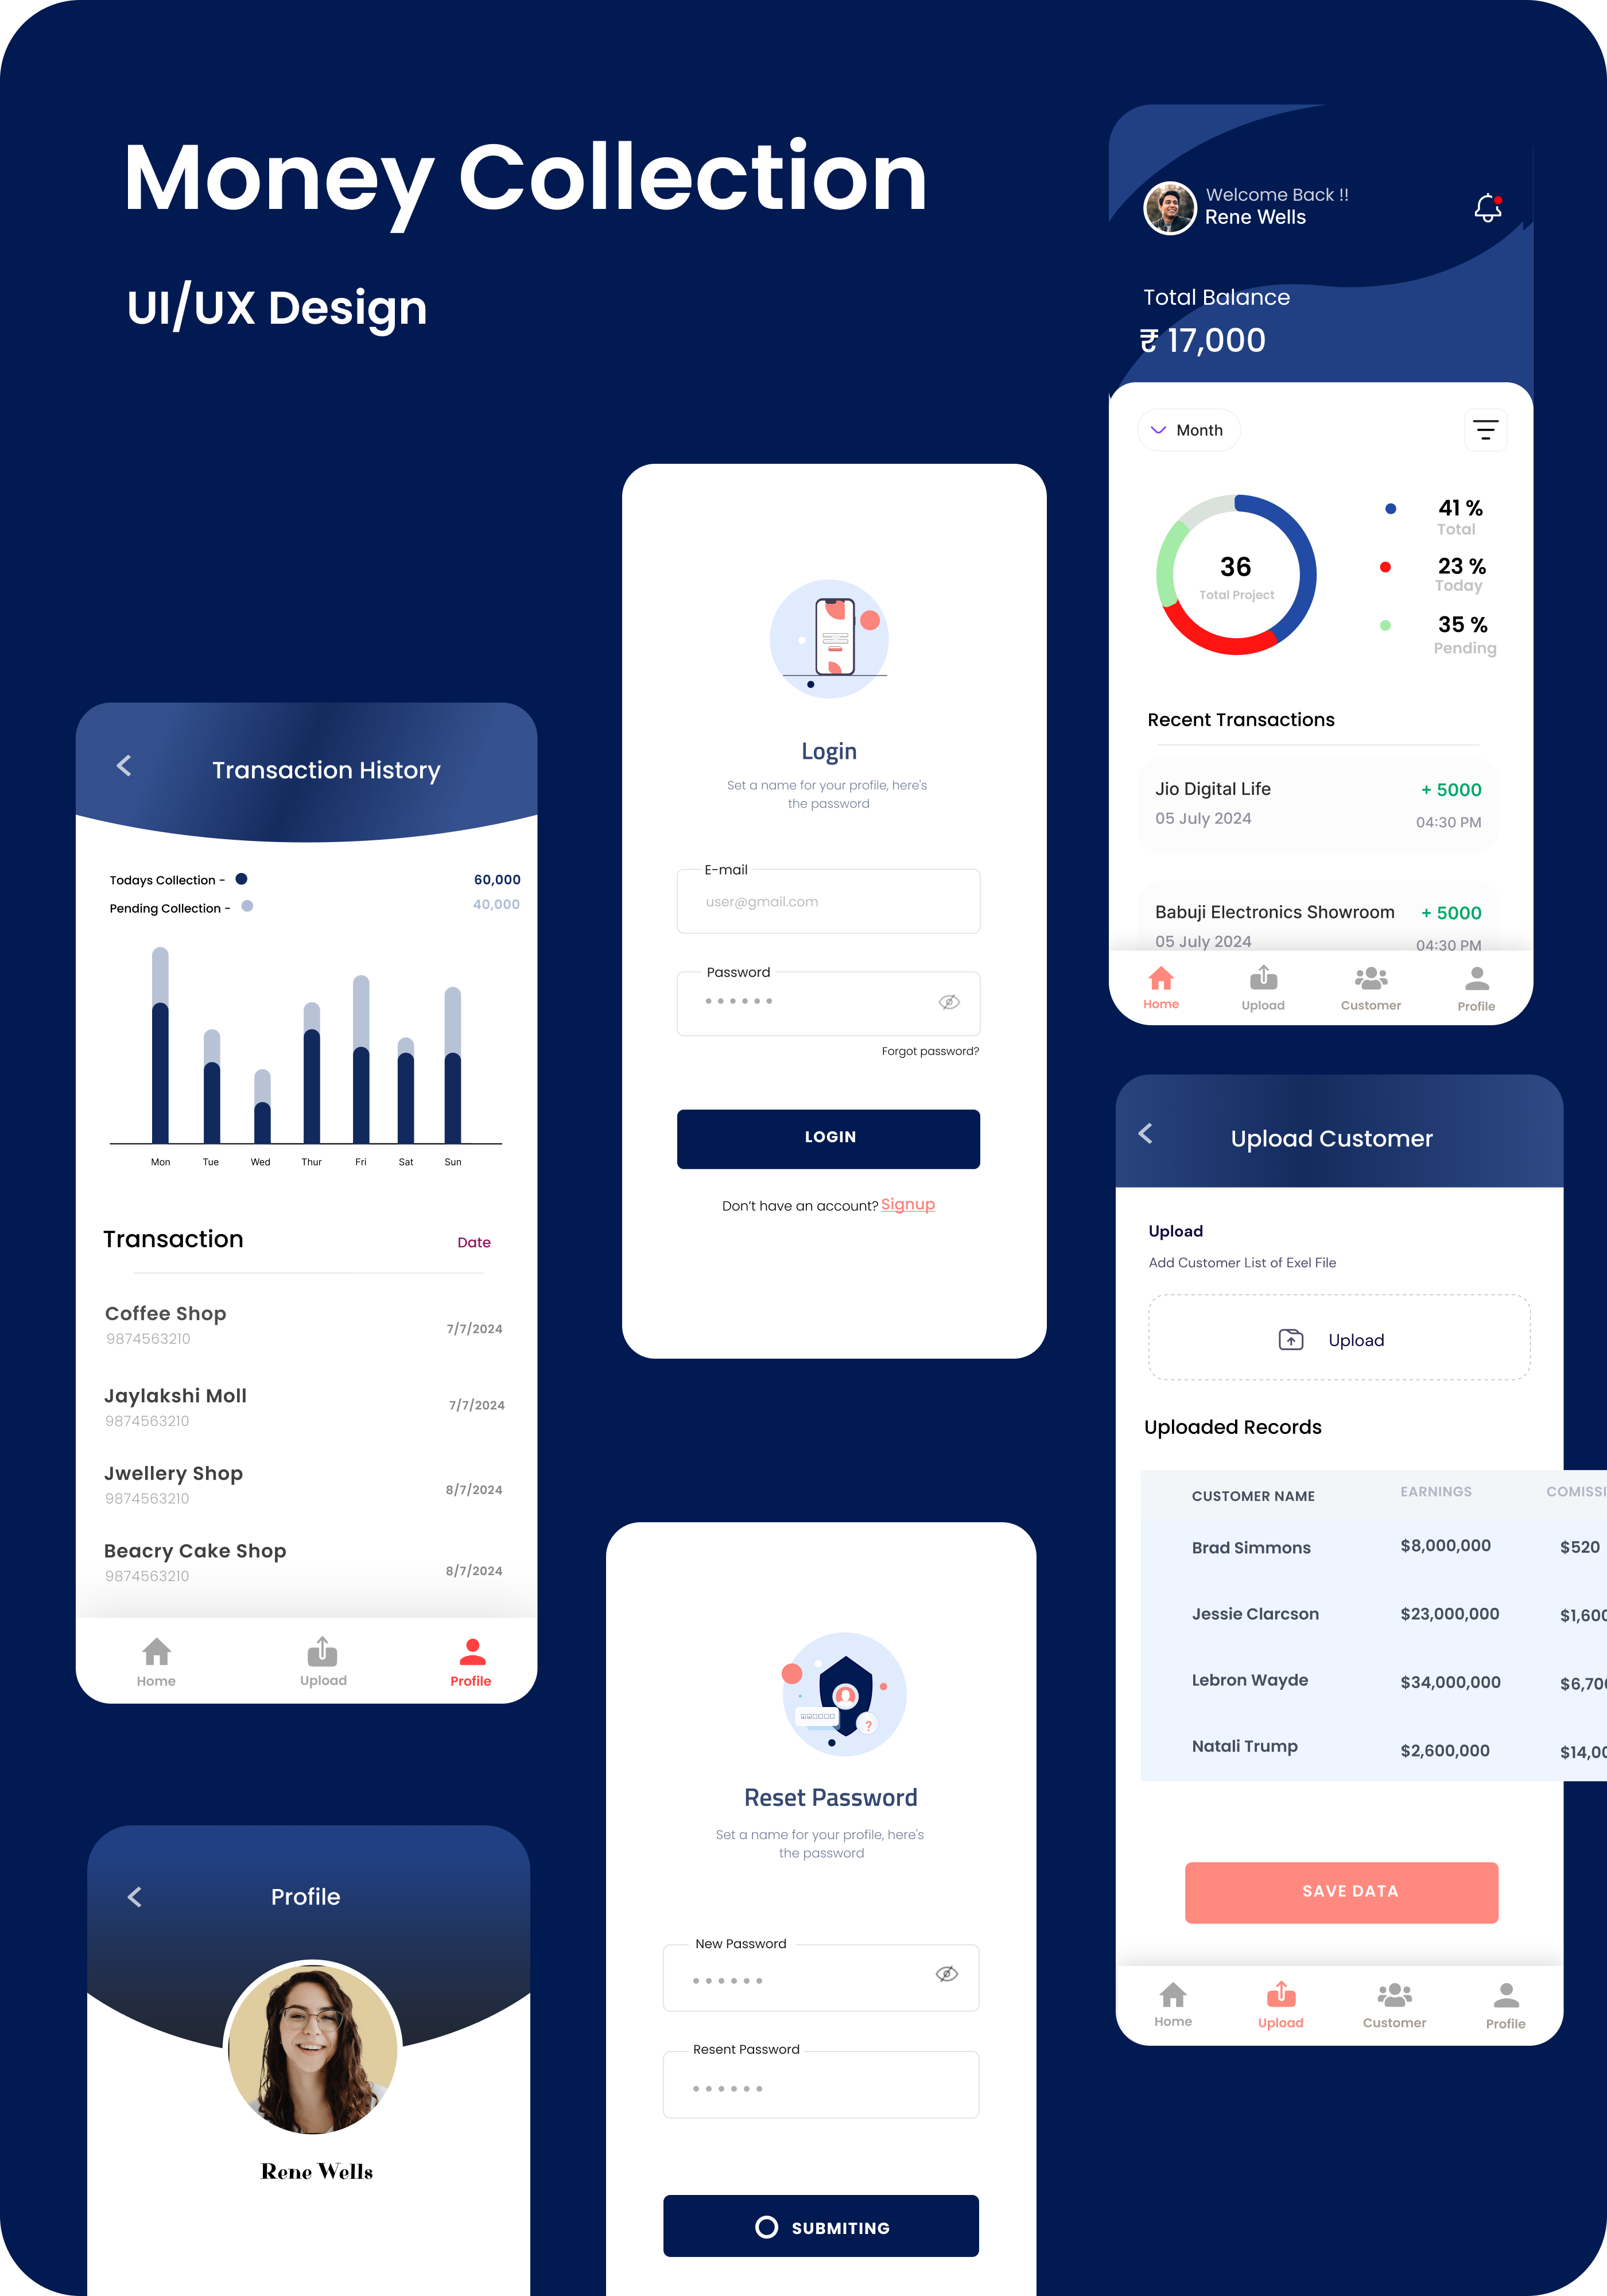 Money Collection
UI/UX Design
Welcome Back !!
Rene Wells
Total Balance
₹ 17,000
Month
36
Total Project
41 %
Total
23 %
Today
35 %
Pending
Recent Transactions
Jio Digital Life
+ 5000
05 July 2024
04:30 PM
Babuji Electronics Showroom
+ 5000
05 July 2024
04:30 PM
Home
Upload
Customer
Profile
Login
Set a name for your profile, here's
the password
E-mail
user@gmail.com
Password
Forgot password?
LOGIN
Don't have an account? Signup
Transaction History
Todays Collection -
60,000
Pending Collection -
40,000
Mon Tue Wed Thur Fri Sat Sun
Transaction
Date
Coffee Shop
9874563210
7/7/2024
Jaylakshi Moll
9874563210
7/7/2024
Jwellery Shop
9874563210
8/7/2024
Beacry Cake Shop
9874563210
8/7/2024
Home
Upload
Profile
Upload Customer
Upload
Add Customer List of Exel File
Upload
Uploaded Records
CUSTOMER NAME EARNINGS COMISSI
Brad Simmons $8,000,000 $520
Jessie Clarcson $23,000,000 $1,600
Lebron Wayde $34,000,000 $6,700
Natali Trump $2,600,000 $14,00
SAVE DATA
Home
Upload
Customer
Profile
?
Reset Password
Set a name for your profile, here's
the password
New Password
Resent Password
SUBMITING
Profile
Rene Wells